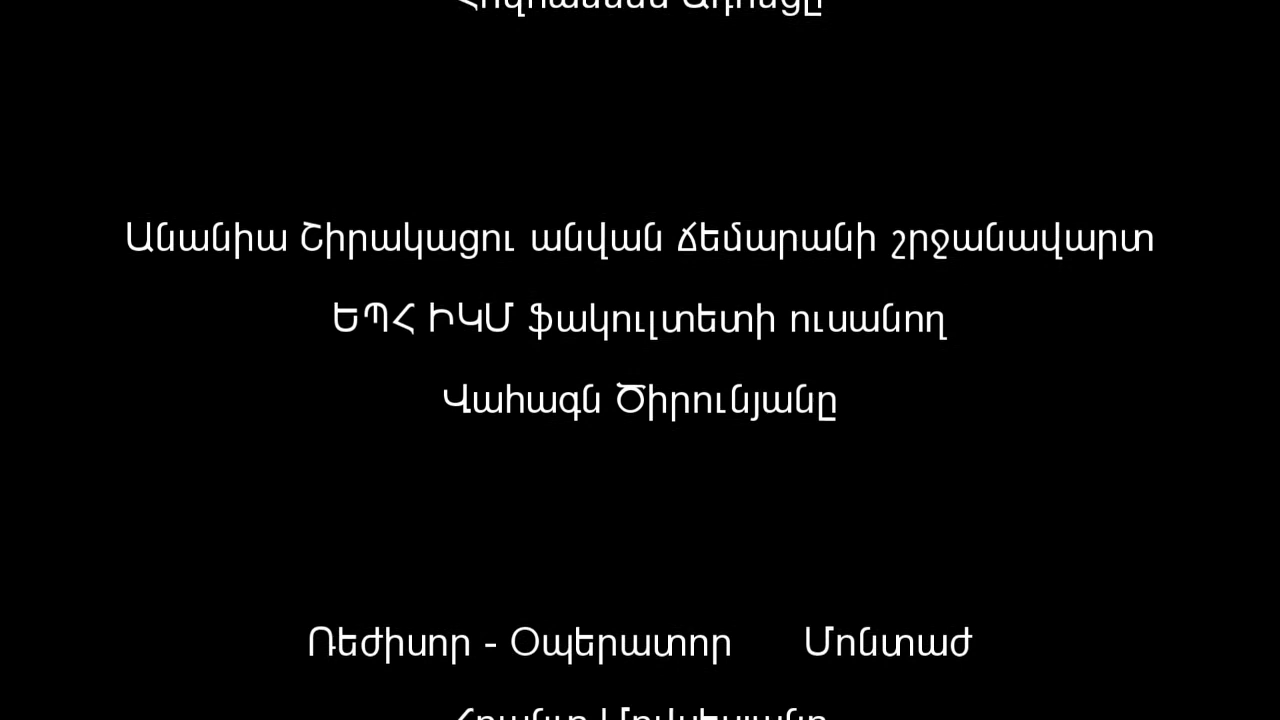 Անանիա Շիրակացու անվան ճեմարանի շրջանավարտ
ԵՊՀ ԻԿՄ ֆակուլտետի ուսանող
Վահագն Ծիրունյանը
Ռեժիսոր - Օպերատոր Մոնտաժ